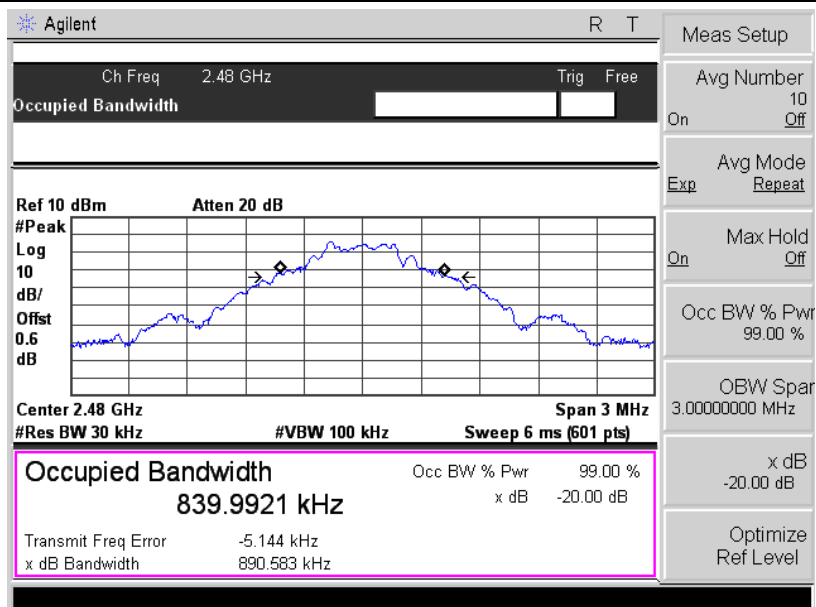 Agilent R T
Ch Freq 2.48 GHz Trig Free
Occupied Bandwidth
Ref 10 dBm Atten 20 dB
#Peak
Log
10
dB/
Offst
0.6
dB
Center 2.48 GHz Span 3 MHz
#Res BW 30 kHz #VBW 100 kHz Sweep 6 ms (601 pts)
Occupied Bandwidth Occ BW % Pwr 99.00 %
839.9921 kHz x dB -20.00 dB
Transmit Freq Error -5.144 kHz
x dB Bandwidth 890.583 kHz
Meas Setup
Avg Number
10
On Off
Avg Mode
Exp Repeat
Max Hold
On Off
Occ BW % Pwr
99.00 %
OBW Span
3.00000000 MHz
x dB
-20.00 dB
Optimize
Ref Level